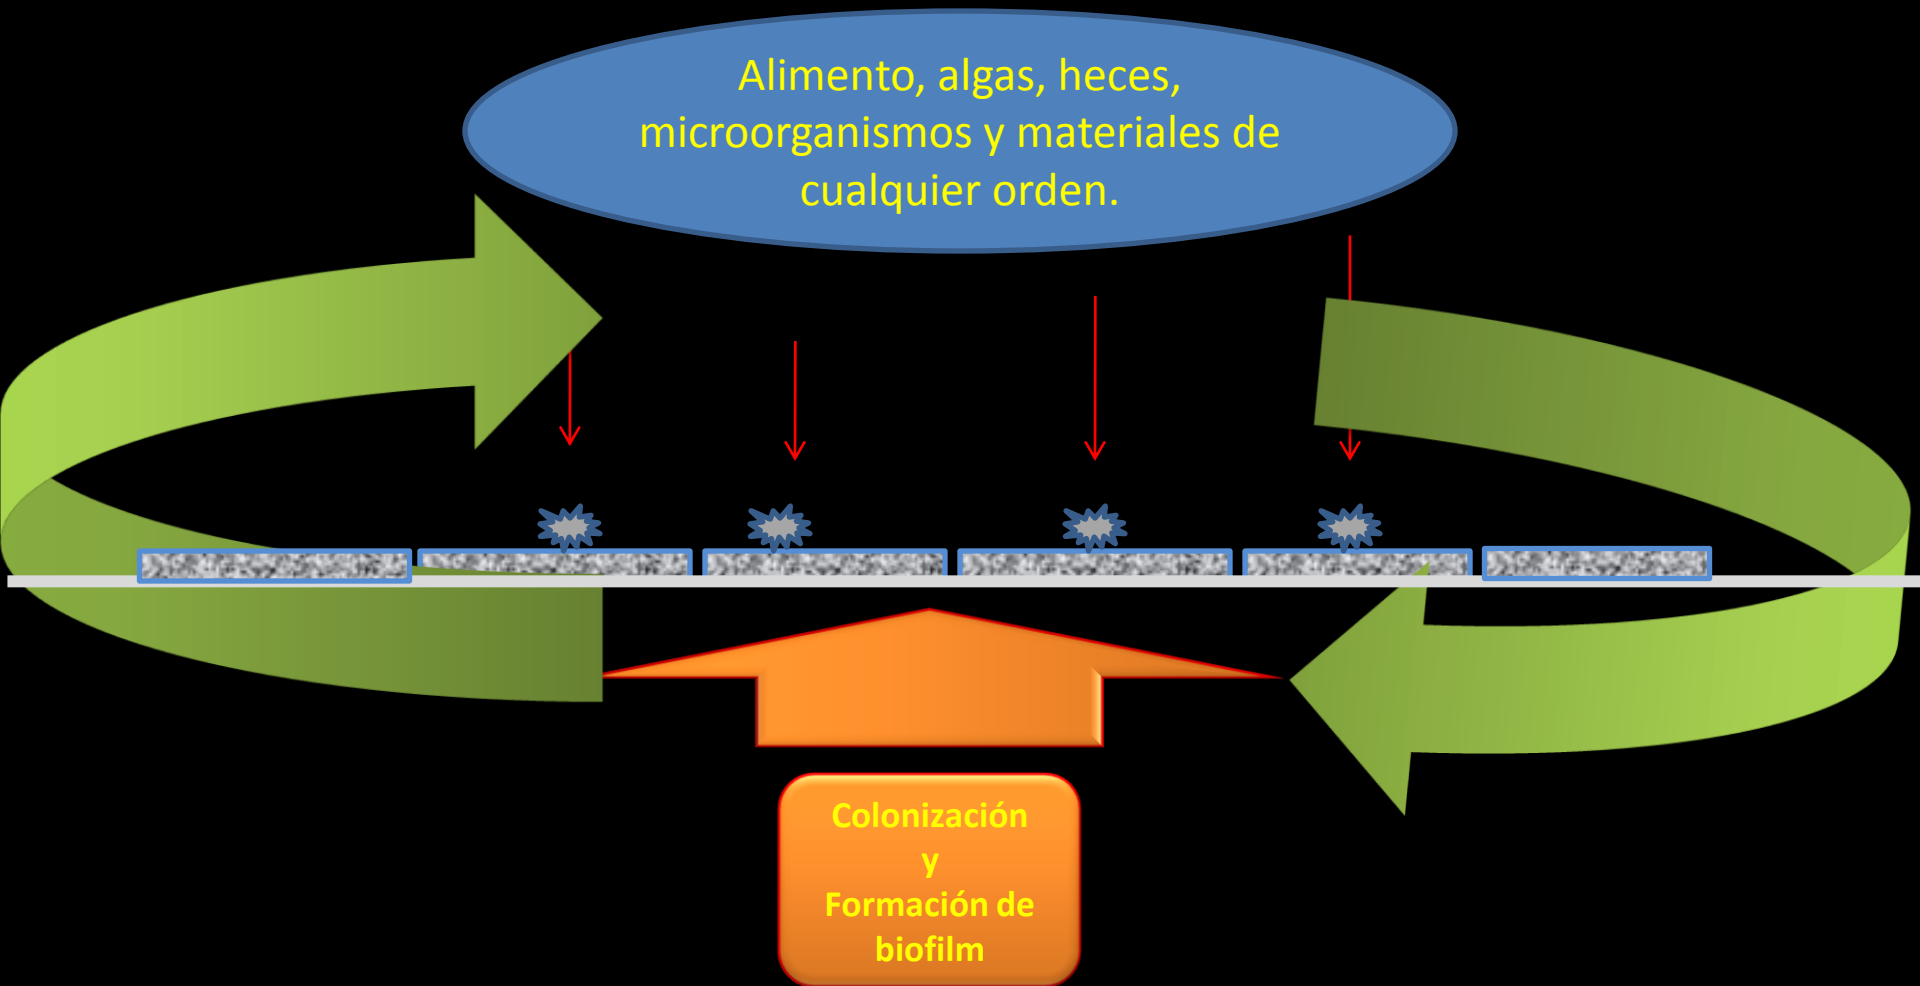 Alimento, algas, heces,
microorganismos y materiales de
cualquier orden.
Colonización
y
Formación de
biofilm